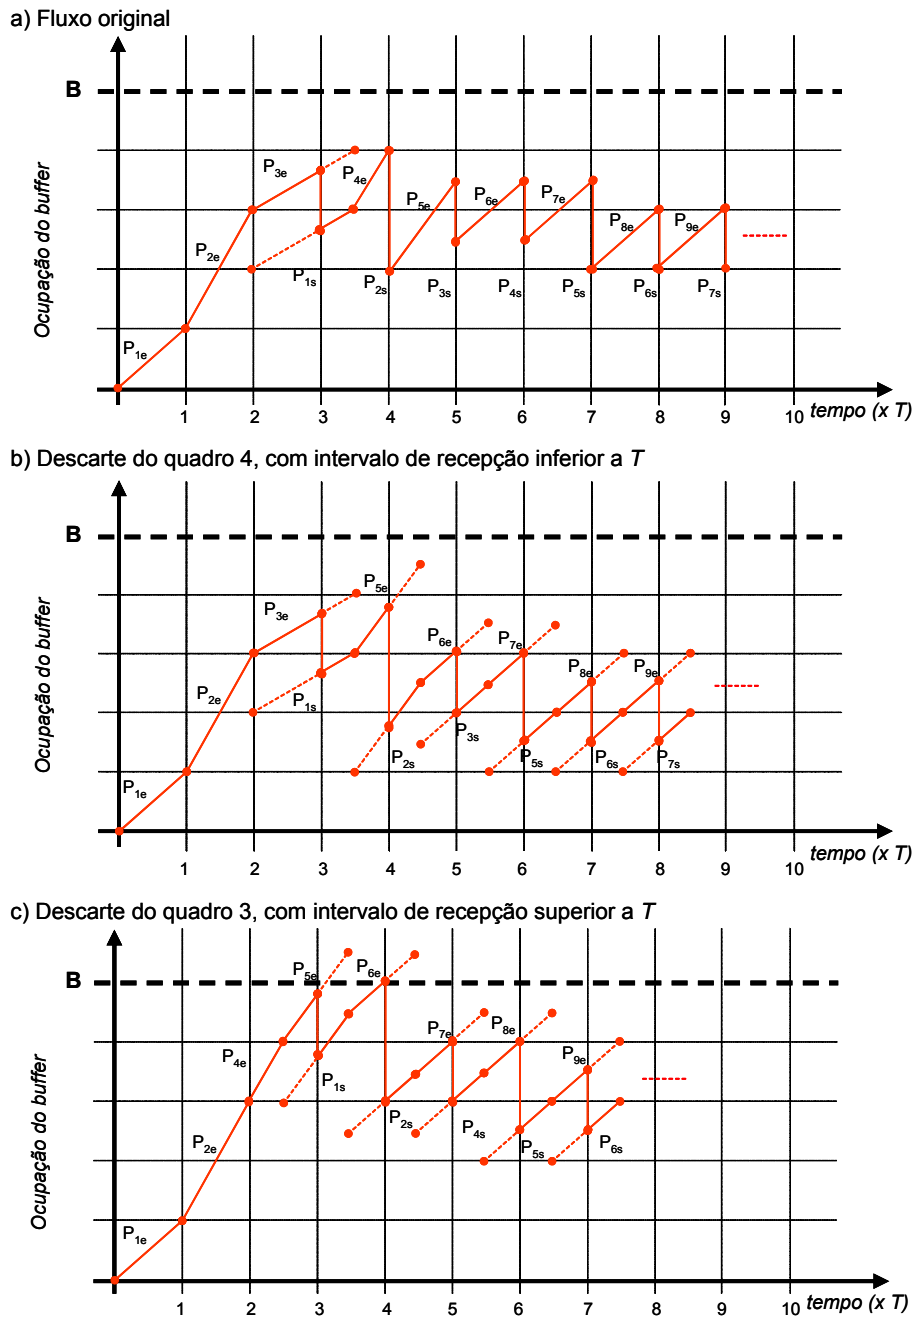 a) Fluxo original
B
Ocupação do buffer
P1e
P2e
P3e
P4e
P1s
P5e
P2s
P6e
P3s
P7e
P4s
P8e
P5s
P9e
P6s
P7s
1 2 3 4 5 6 7 8 9 10 tempo (x T)
b) Descarte do quadro 4, com intervalo de recepção inferior a T
B
Ocupação do buffer
P1e
P2e
P3e
P1s
P5e
P2s
P6e
P3s
P7e
P5s
P8e
P6s
P9e
P7s
1 2 3 4 5 6 7 8 9 10
tempo (x T)
c) Descarte do quadro 3, com intervalo de recepção superior a T
B
Ocupação do buffer
P1e
P2e
P4e
P5e
P1s
P6e
P2s
P7e
P4s
P8e
P5s
P9e
P6s
1 2 3 4 5 6 7 8 9 10 tempo (x T)